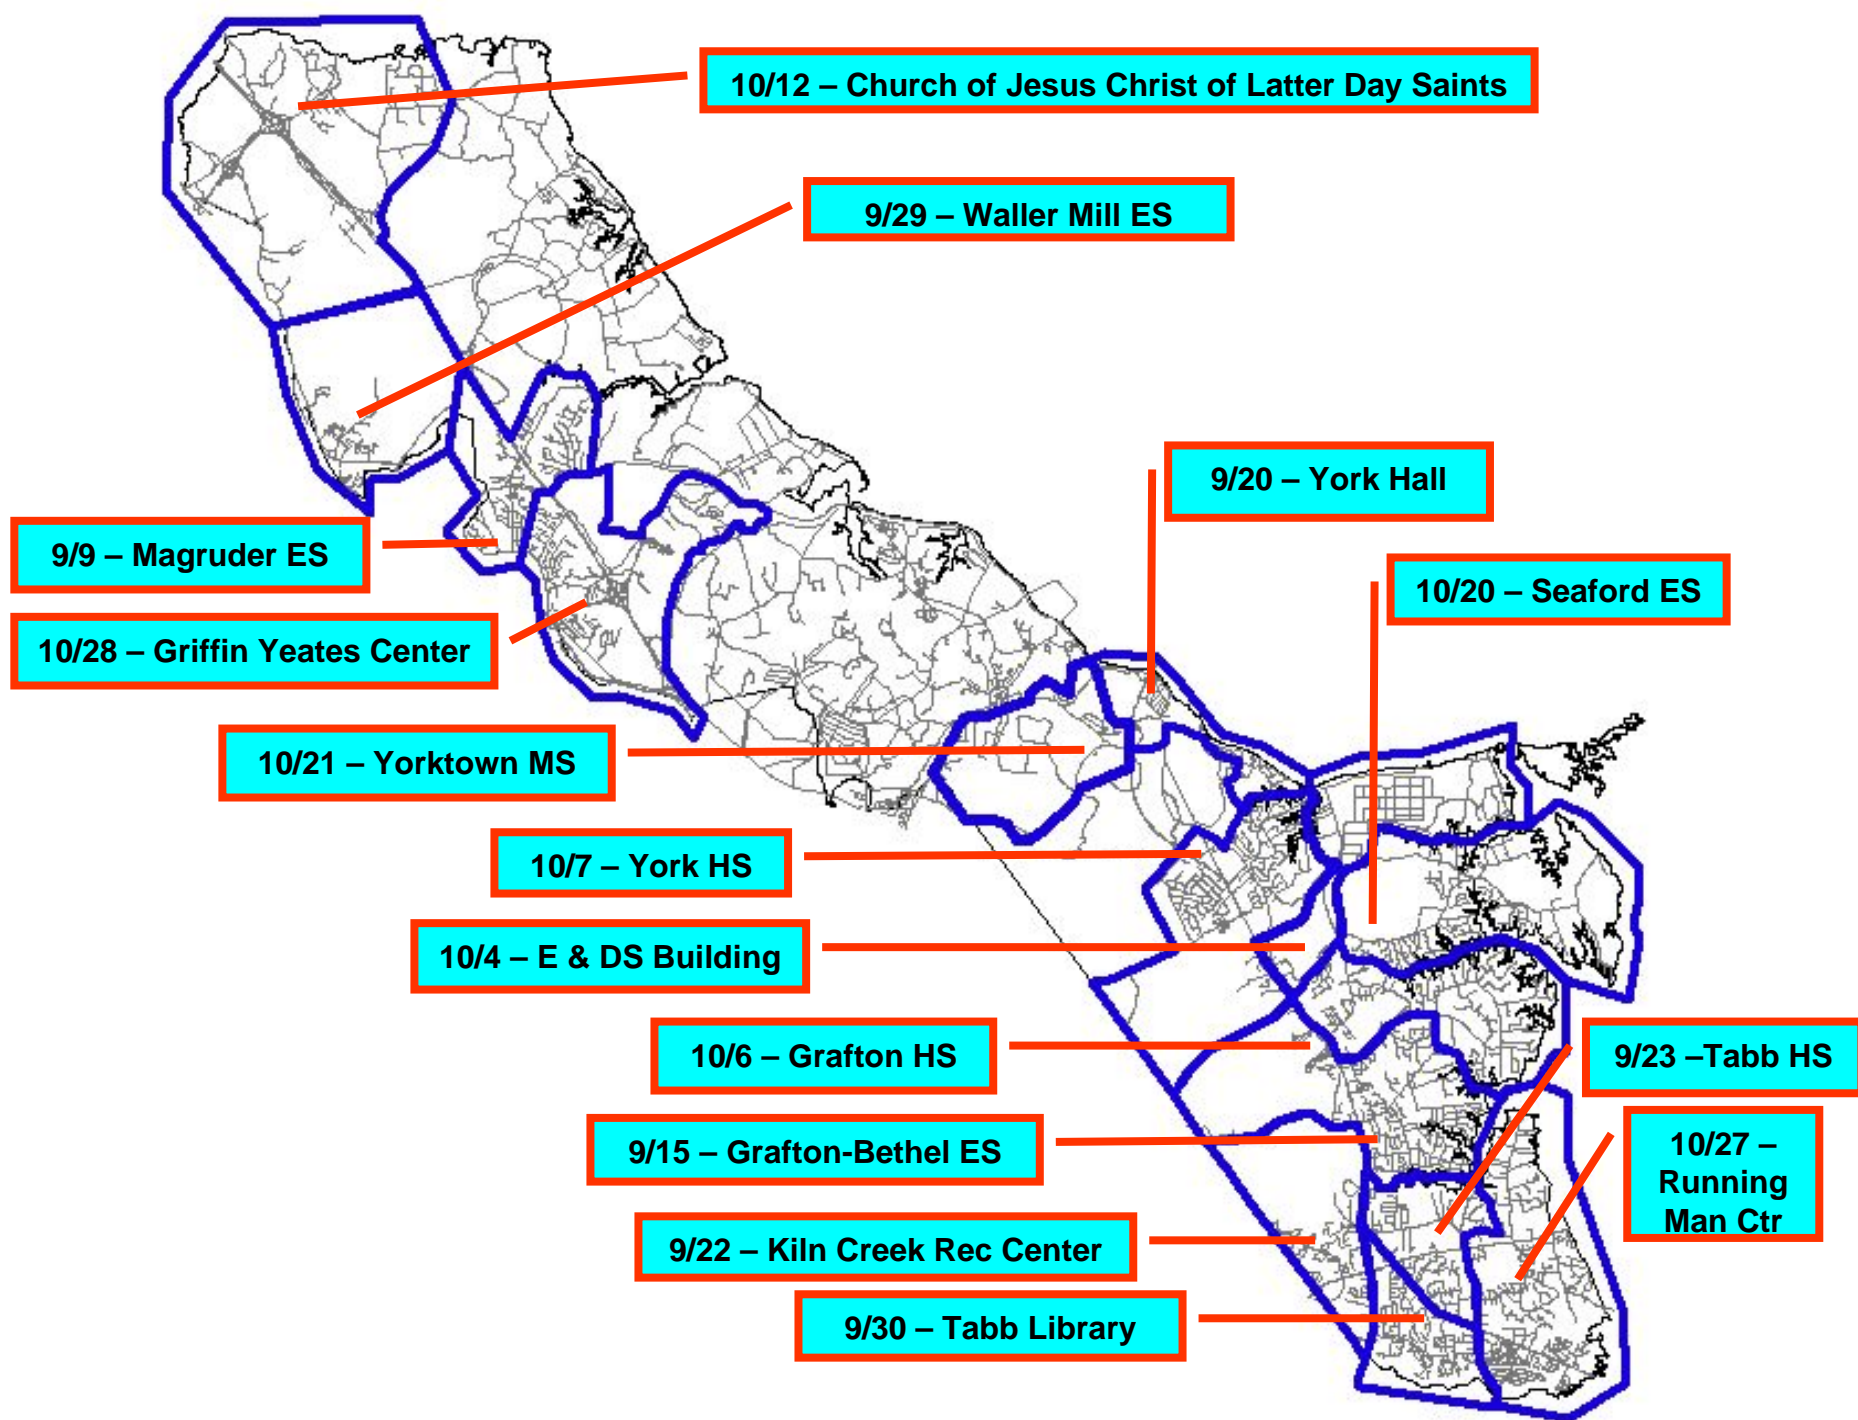 10/12 – Church of Jesus Christ of Latter Day Saints
9/29 – Waller Mill ES
9/20 – York Hall
9/9 – Magruder ES
10/20 – Seaford ES
10/28 – Griffin Yeates Center
10/21 – Yorktown MS
10/7 – York HS
10/4 – E & DS Building
10/6 – Grafton HS
9/23 –Tabb HS
9/15 – Grafton-Bethel ES
10/27 –
Running
Man Ctr
9/22 – Kiln Creek Rec Center
9/30 – Tabb Library